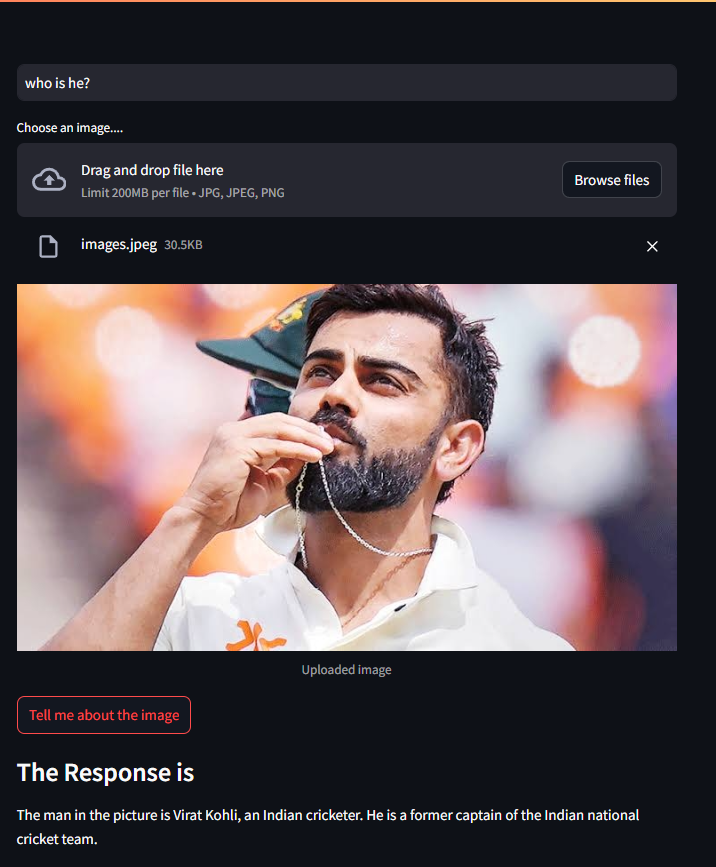 who is he?
Choose an image....
Drag and drop file here
Limit 200MB per file • JPG, JPEG, PNG
Browse files
images.jpeg 30.5KB
Uploaded image
Tell me about the image
The Response is
The man in the picture is Virat Kohli, an Indian cricketer. He is a former captain of the Indian national
cricket team.